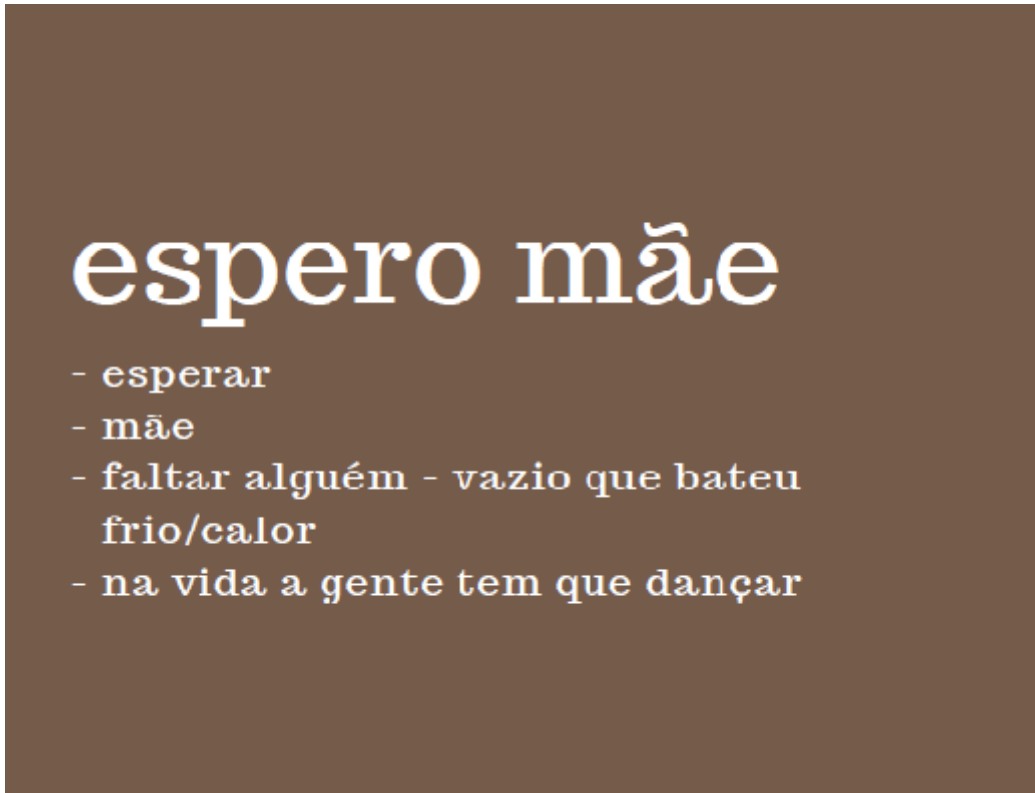 espero mãe
- esperar
- mãe
- faltar alguém - vazio que bateu
frio/calor
- na vida a gente tem que dançar